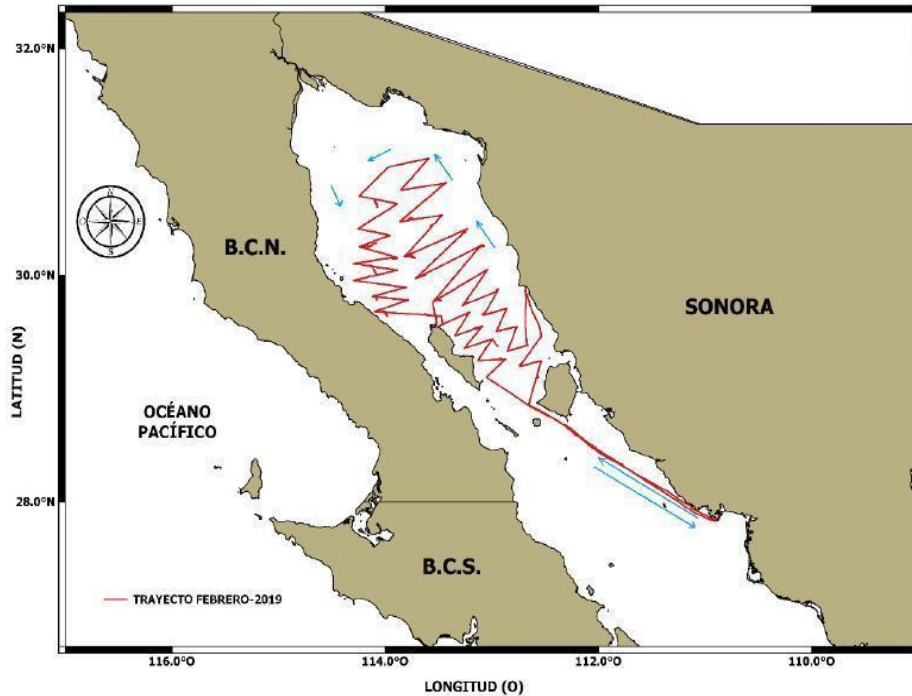 32.0°N
30.0°N
28.0°N
LATITUD (N)
B.C.N.
SONORA
OCÉANO
PACÍFICO
B.C.S.
TRAYECTO FEBRERO-2019
116.0°O
114.0°O
112.0°O
110.0°O
LONGITUD (O)